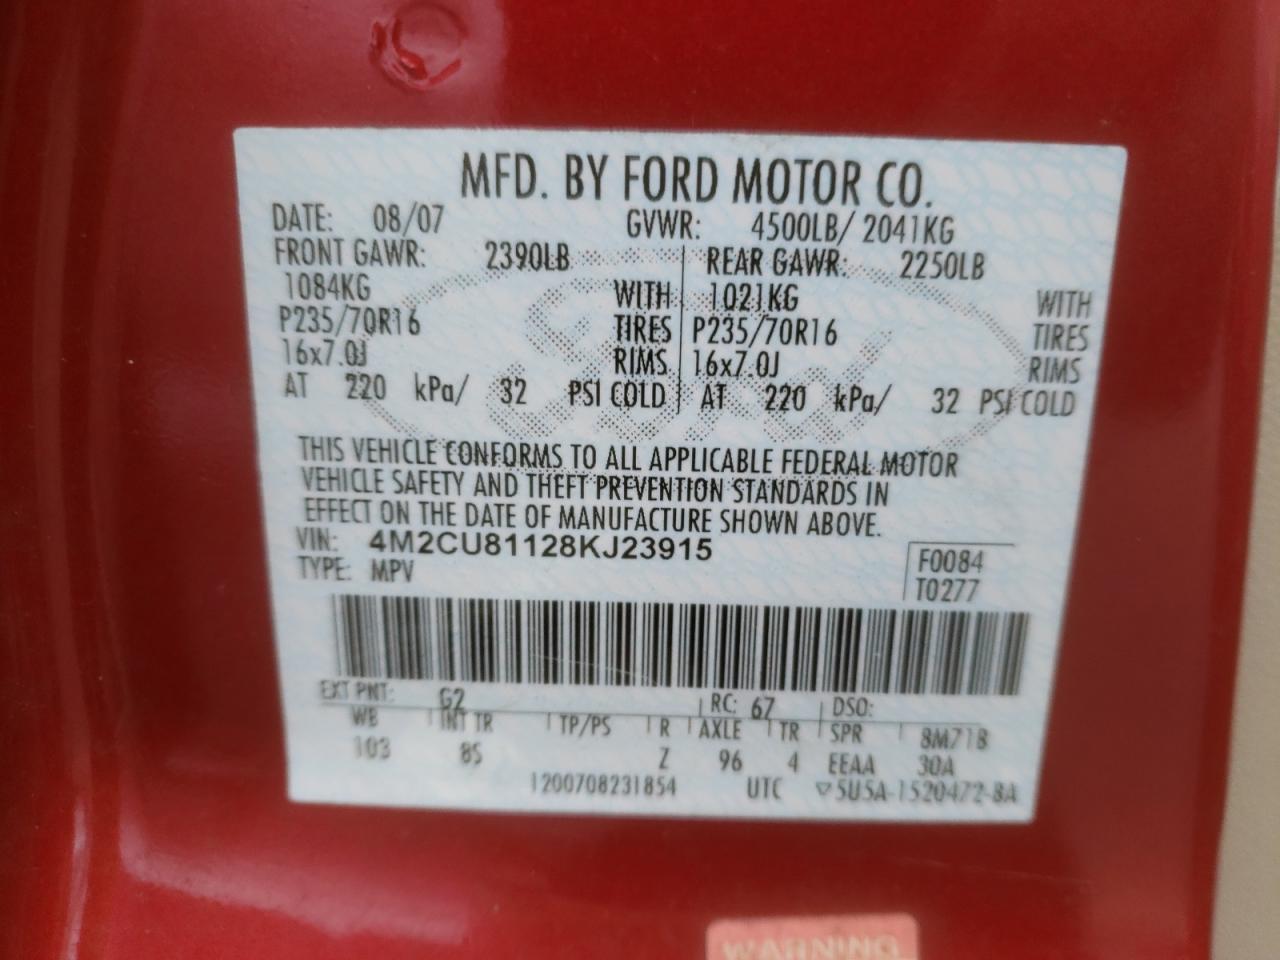 MFD. BY FORD MOTOR CO.
DATE: 08/07 GVWR: 4500LB/ 2041KG
FRONT GAWR: 2390LB REAR GAWR: 2250LB
1084KG WITH 1021KG WITH
P235/70R16 TIRES P235/70R16 TIRES
16x7.0J RIMS 16x7.0J RIMS
AT 220 kPa/ 32 PSI COLD AT 220 kPa/ 32 PSI COLD
THIS VEHICLE CONFORMS TO ALL APPLICABLE FEDERAL MOTOR
VEHICLE SAFETY AND THEFT PREVENTION STANDARDS IN
EFFECT ON THE DATE OF MANUFACTURE SHOWN ABOVE.
VIN: 4M2CU81128KJ23915
F0084
TYPE: MPV
T0277
EXT PNT: G2 RC: 67 DSO:
WB INT TR TP/PS R AXLE TR SPR 8M71B
103 85 Z 96 4 EEAA 30A
1200708231854 UTC ▽5U5A-1520472-8A
WARNING